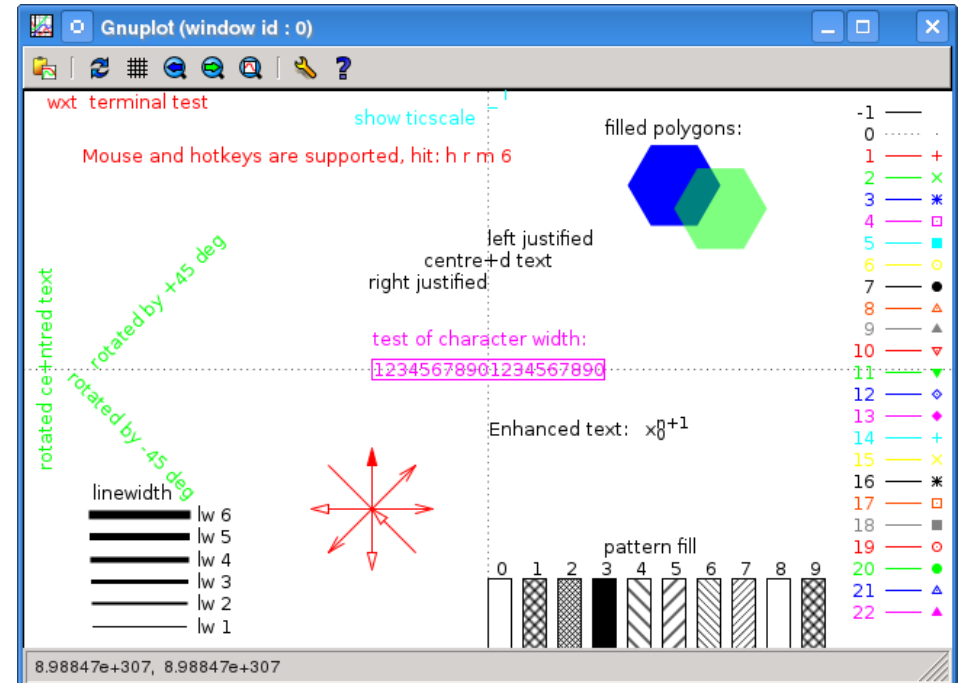 Gnuplot (window id : 0)
wxt  terminal test
show ticscale
filled polygons:
Mouse and hotkeys are supported, hit: h r m 6
left justified
centre+d text
right justified
rotated by +45 deg
rotated ce+ntred text
rotated by -45 deg
test of character width:
12345678901234567890
Enhanced text:   x₀ⁿ⁺¹
linewidth
lw 6
lw 5
lw 4
lw 3
lw 2
lw 1
pattern fill
0 1 2 3 4 5 6 7 8 9
-1
0
1
2
3
4
5
6
7
8
9
10
11
12
13
14
15
16
17
18
19
20
21
22
8.98847e+307,  8.98847e+307